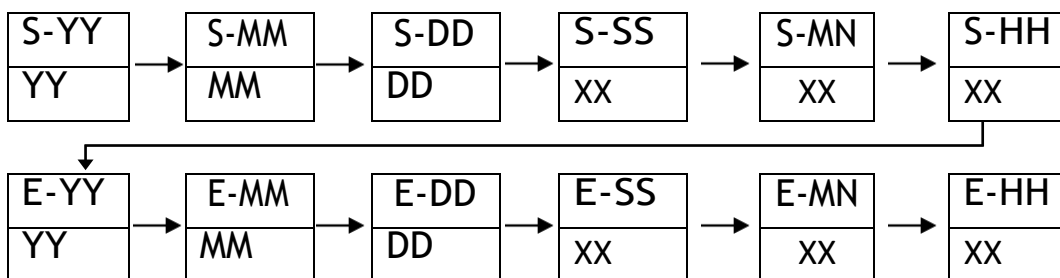 S-YY S-MM S-DD S-SS S-MN S-HH
YY MM DD XX XX XX
E-YY E-MM E-DD E-SS E-MN E-HH
YY MM DD XX XX XX